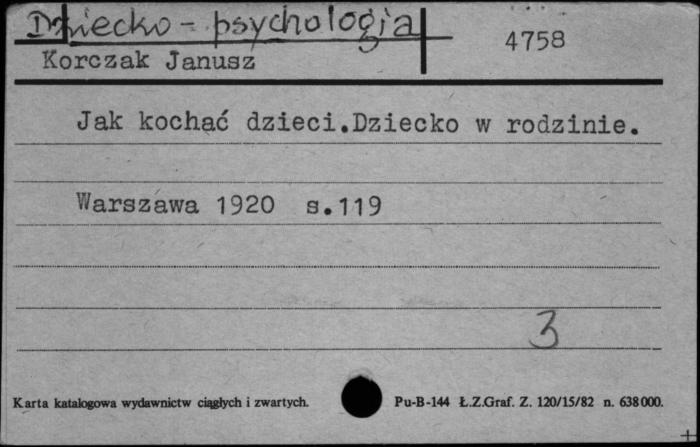 Dziecko - psychologia
4758
Korczak Janusz
Jak kochać dzieci.Dziecko w rodzinie.
Warszawa 1920 s.119
3
Karta katalogowa wydawnictw ciągłych i zwartych. Pu-B-144 Ł.Z.Graf. Z. 120/15/82 n. 638000.